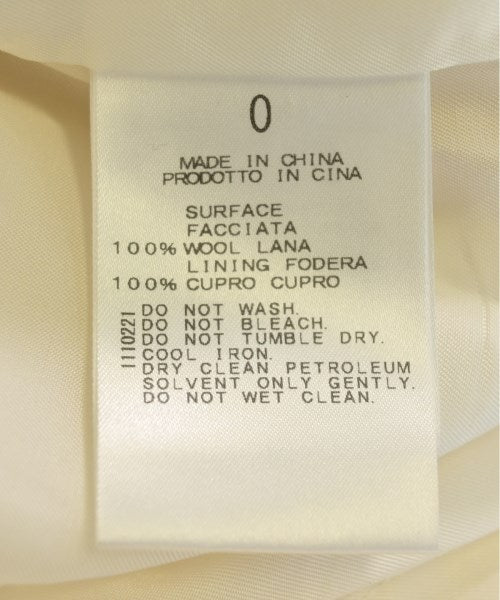 0
MADE IN CHINA
PRODOTTO IN CINA
SURFACE
FACCIATA
100% WOOL LANA
LINING FODERA
100% CUPRO CUPRO
1110221
DO NOT WASH.
DO NOT BLEACH.
DO NOT TUMBLE DRY.
COOL IRON.
DRY CLEAN PETROLEUM
SOLVENT ONLY GENTLY.
DO NOT WET CLEAN.